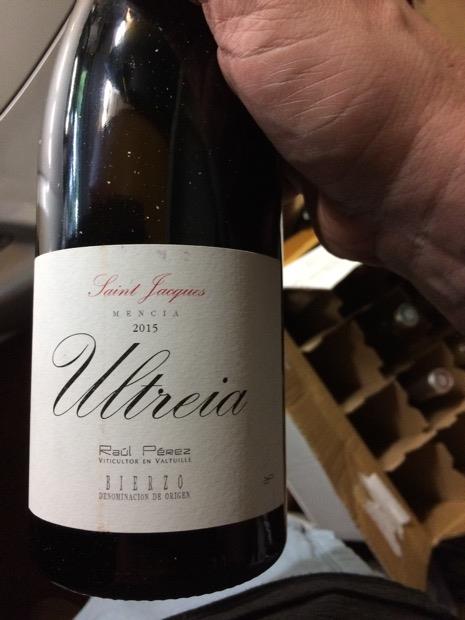 Saint Jacques
MENCIA
2015
Ultreia
Raúl Pérez
VITICULTOR EN VALTUILLE
BIERZO
DENOMINACION DE ORIGEN